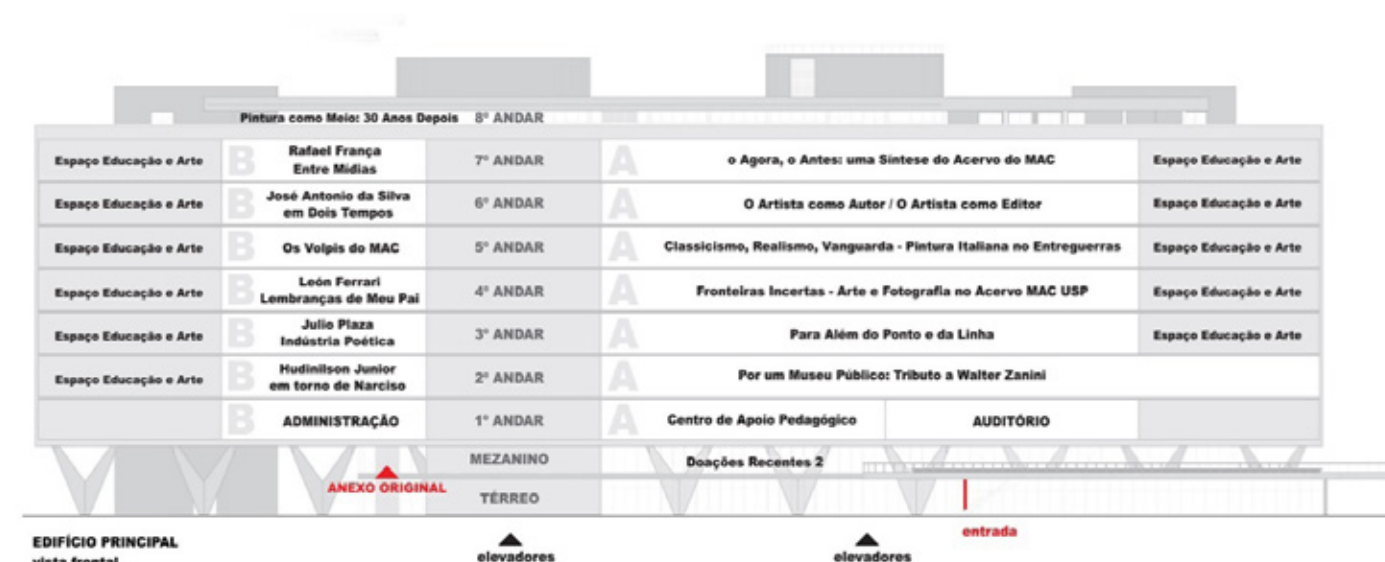 Pintura como Meio: 30 Anos Depois 8º ANDAR
Espaço Educação e Arte B Rafael França 7º ANDAR A o Agora, o Antes: uma Síntese do Acervo do MAC Espaço Educação e Arte
Entre Mídias
Espaço Educação e Arte B José Antonio da Silva 6º ANDAR A O Artista como Autor / O Artista como Editor Espaço Educação e Arte
em Dois Tempos
Espaço Educação e Arte B Os Volpis do MAC 5º ANDAR A Classicismo, Realismo, Vanguarda - Pintura Italiana no Entreguerras Espaço Educação e Arte
Espaço Educação e Arte B León Ferrari 4º ANDAR A Fronteiras Incertas - Arte e Fotografia no Acervo MAC USP Espaço Educação e Arte
Lembranças de Meu Pai
Espaço Educação e Arte B Julio Plaza 3º ANDAR A Para Além do Ponto e da Linha Espaço Educação e Arte
Indústria Poética
Espaço Educação e Arte B Hudinilson Junior 2º ANDAR A Por um Museu Público: Tributo a Walter Zanini
em torno de Narciso
B ADMINISTRAÇÃO 1º ANDAR A Centro de Apoio Pedagógico AUDITÓRIO
MEZANINO Doações Recentes 2
ANEXO ORIGINAL
TÉRREO
entrada
EDIFÍCIO PRINCIPAL
vista frontal
elevadores elevadores